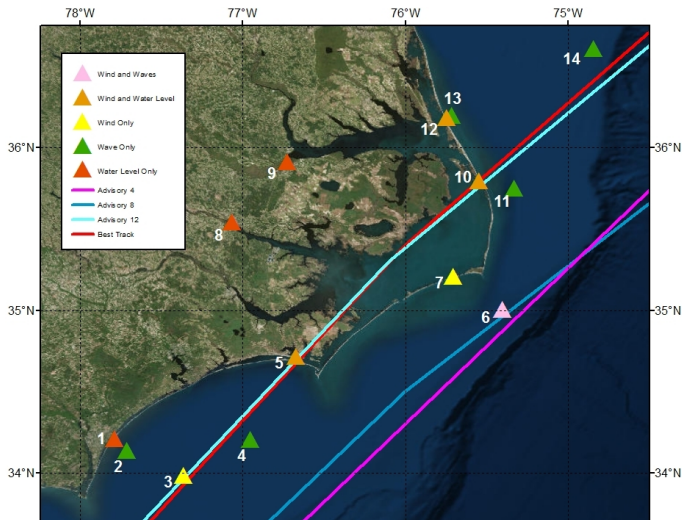 78°W 77°W 76°W 75°W
14
Wind and Waves
Wind and Water Level
Wind Only
Wave Only
Water Level Only
Advisory 4
Advisory 8
Advisory 12
Best Track
13
12
36°N 36°N
9
10
11
8
7
35°N 35°N
6
5
1
2
4
3
34°N 34°N